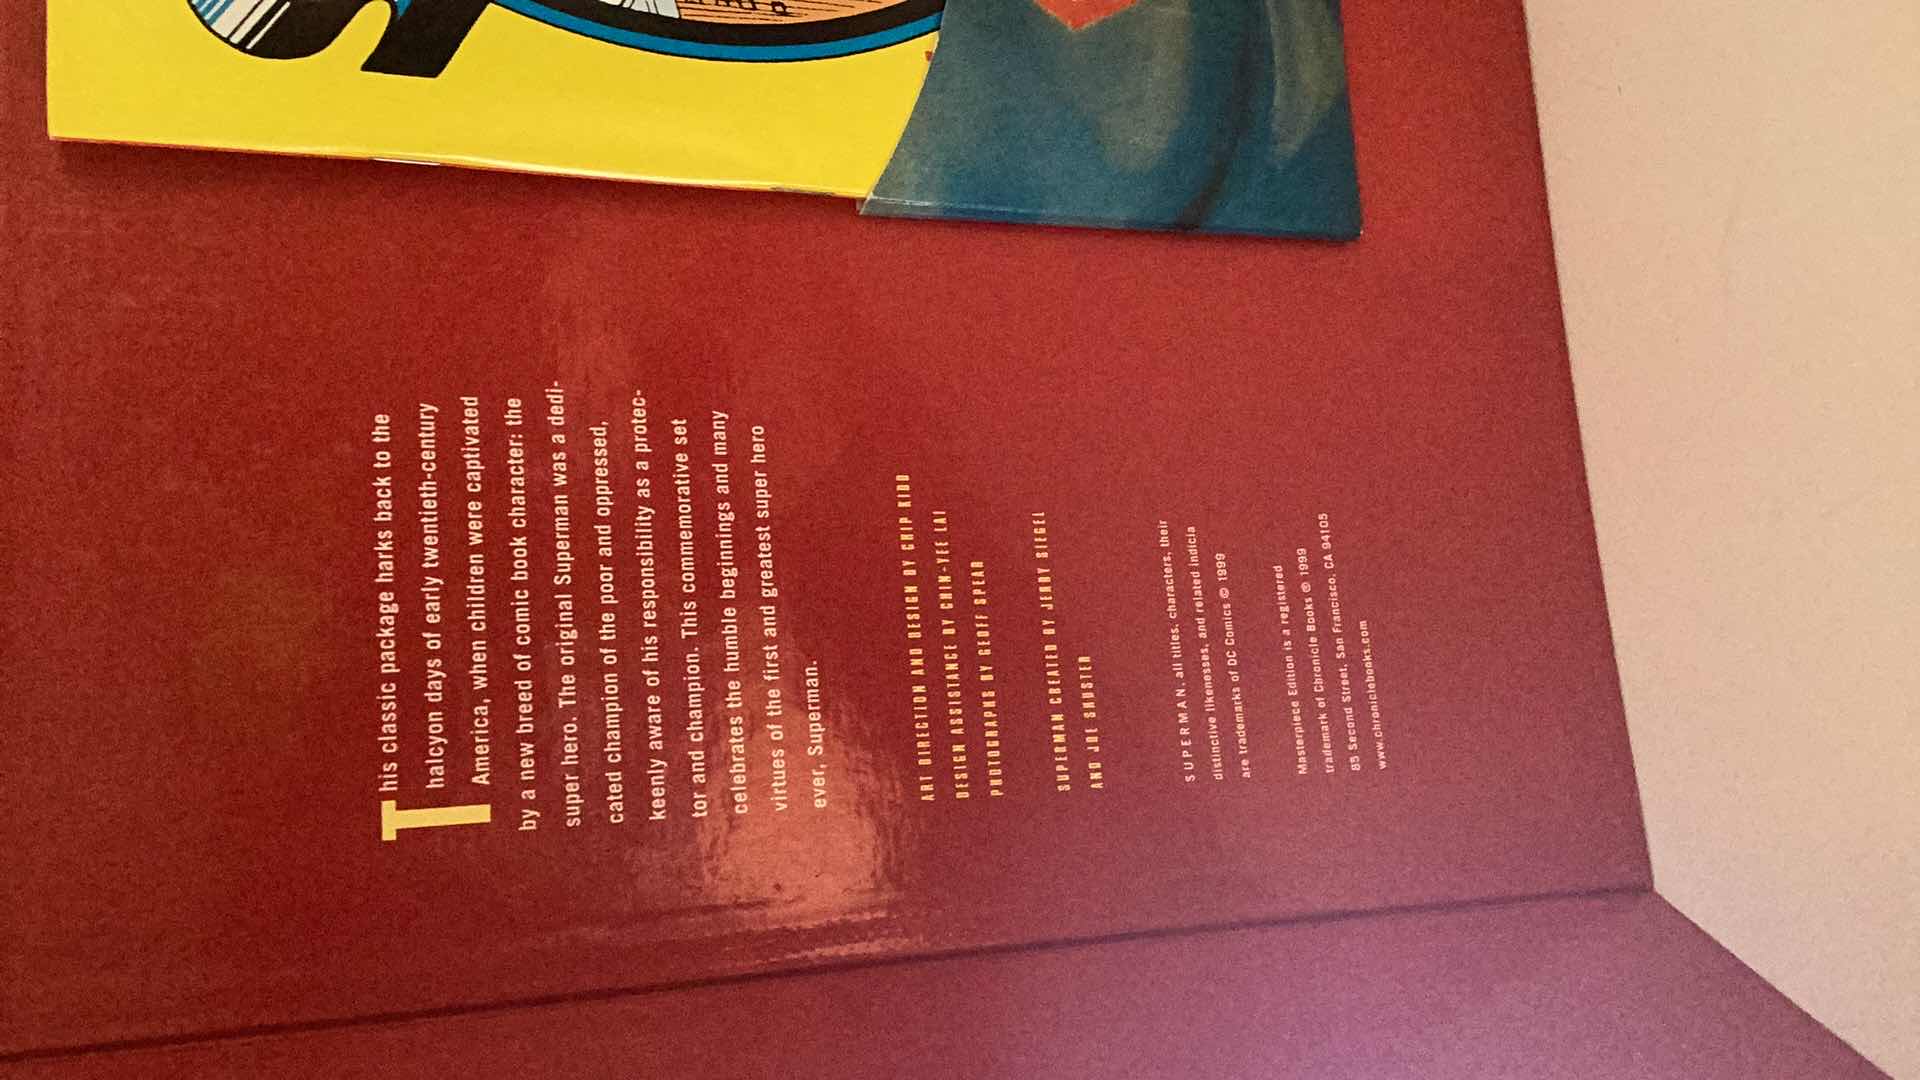 This classic package harks back to the
halcyon days of early twentieth-century
America, when children were captivated
by a new breed of comic book character: the
super hero. The original Superman was a dedi-
cated champion of the poor and oppressed,
keenly aware of his responsibility as a protec-
tor and champion. This commemorative set
celebrates the humble beginnings and many
virtues of the first and greatest super hero
ever, Superman.
ART DIRECTION AND DESIGN BY CHIP KIDD
DESIGN ASSISTANCE BY CHIN-YEE LAI
PHOTOGRAPHS BY GEOFF SPEAR
SUPERMAN CREATED BY JERRY SIEGEL
AND JOE SHUSTER
SUPERMAN, all titles, characters, their
distinctive likenesses, and related indicia
are trademarks of DC Comics © 1999
Masterpiece Edition is a registered
trademark of Chronicle Books ® 1999
85 Second Street, San Francisco, CA 94105
www.chroniclebooks.com